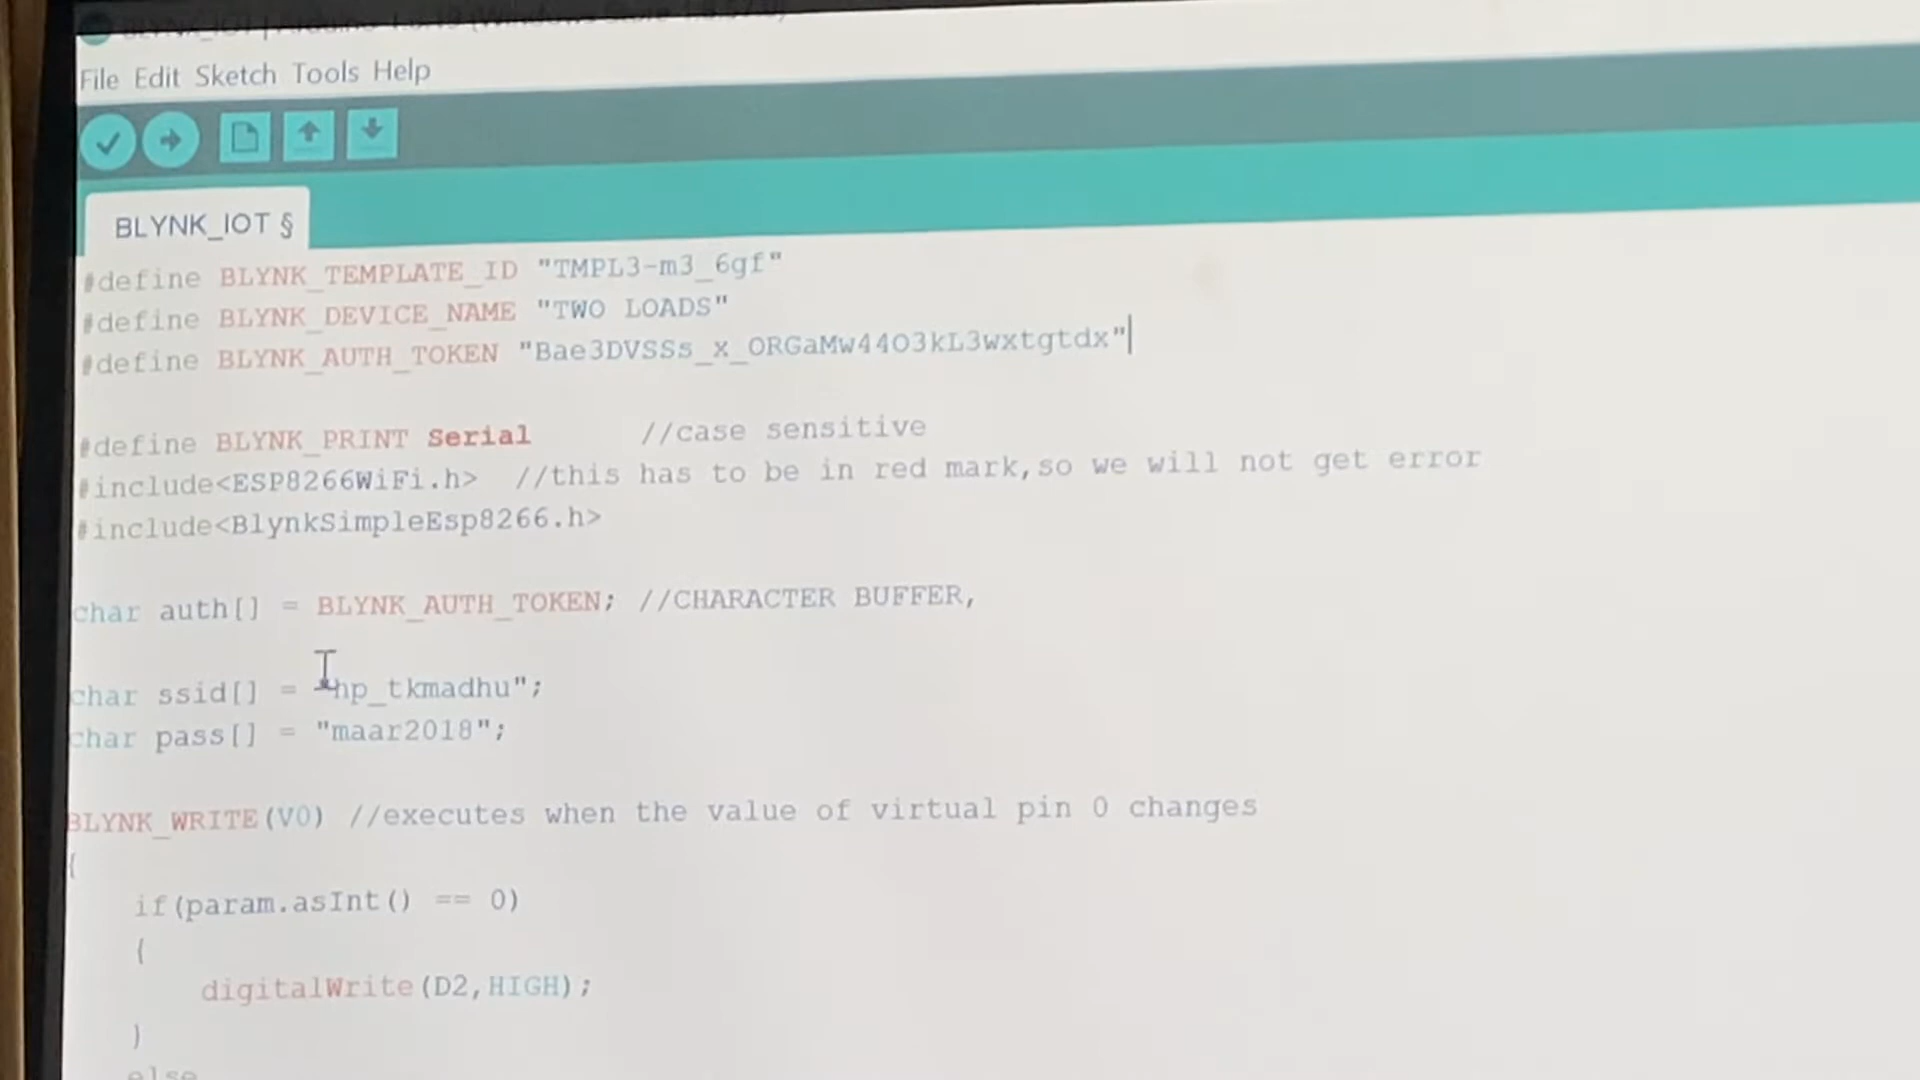 File Edit Sketch Tools Help
BLYNK_IOT §
#define BLYNK_TEMPLATE_ID "TMPL3-m3_6gf"
#define BLYNK_DEVICE_NAME "TWO LOADS"
#define BLYNK_AUTH_TOKEN "Bae3DVSSs_x_ORGaMw44O3kL3wxtgtdx"
#define BLYNK_PRINT Serial //case sensitive
#include<ESP8266WiFi.h> //this has to be in red mark,so we will not get error
#include<BlynkSimpleEsp8266.h>
char auth[] = BLYNK_AUTH_TOKEN; //CHARACTER BUFFER,
char ssid[] = "hp_tkmadhu";
char pass[] = "maar2018";
BLYNK_WRITE(V0) //executes when the value of virtual pin 0 changes
{
if(param.asInt() == 0)
{
digitalWrite(D2,HIGH);
}
else